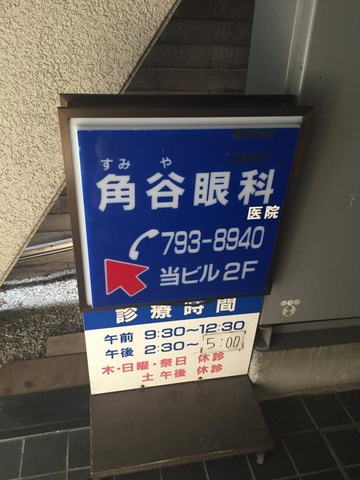 すみや
角谷眼科
医院
793-8940
当ビル2F
診療時間
午前 9:30~12:30
午後 2:30~5:00
木・日曜・祭日 休診
土午後 休診